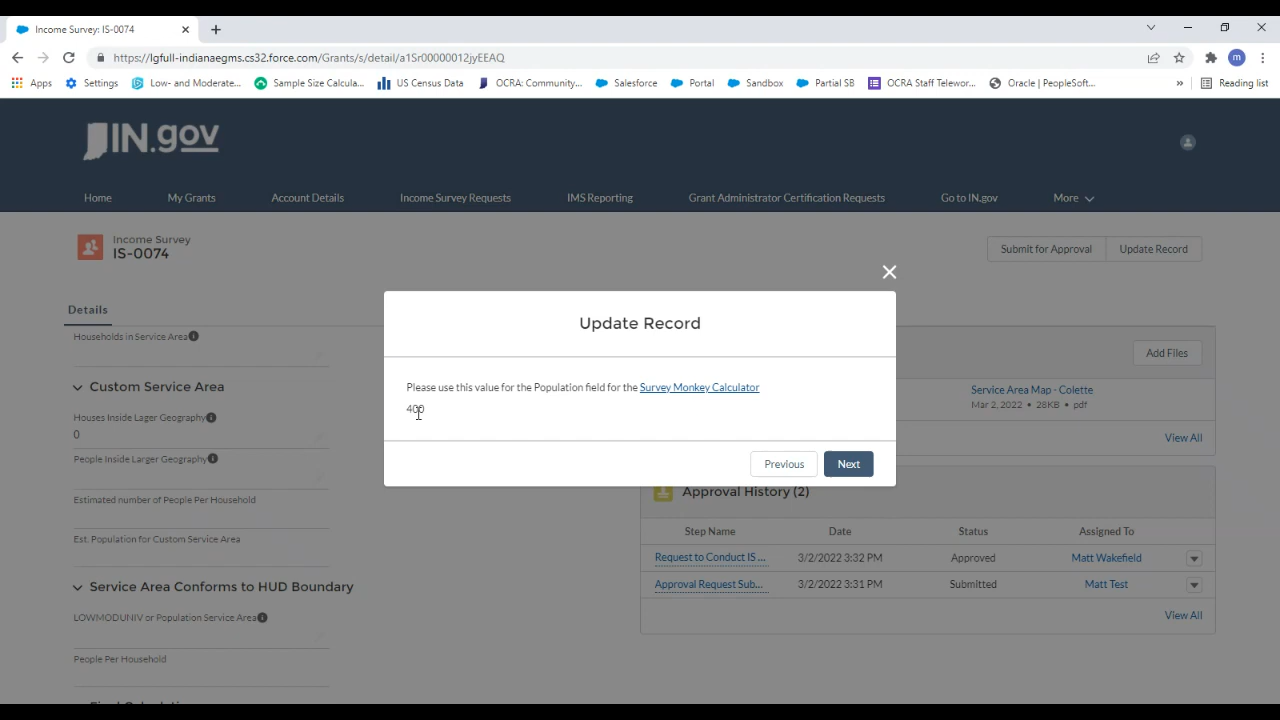 Income Survey: IS-0074
https://lgfull-indianaegms.cs32.force.com/Grants/s/detail/a1Sr00000012jyEEAQ
m
Apps Settings Low- and Moderate... Sample Size Calcula... US Census Data OCRA: Community... Salesforce Portal Sandbox Partial SB OCRA Staff Telewor... Oracle | PeopleSoft... » Reading list
IN.gov
Home My Grants Account Details Income Survey Requests IMS Reporting Grant Administrator Certification Requests Go to IN.gov More
Income Survey
IS-0074
Submit for Approval Update Record
Details
Households in Service Area
Custom Service Area
Houses Inside Lager Geography
0
People Inside Larger Geography
Estimated number of People Per Household
Est. Population for Custom Service Area
Service Area Conforms to HUD Boundary
LOWMODUNIV or Population Service Area
People Per Household
Update Record
Please use this value for the Population field for the Survey Monkey Calculator
400
Previous Next
Add Files
Service Area Map - Colette
Mar 2, 2022 • 28KB • pdf
View All
Approval History (2)
Step Name Date Status Assigned To
Request to Conduct IS ... 3/2/2022 3:32 PM Approved Matt Wakefield
Approval Request Sub... 3/2/2022 3:31 PM Submitted Matt Test
View All